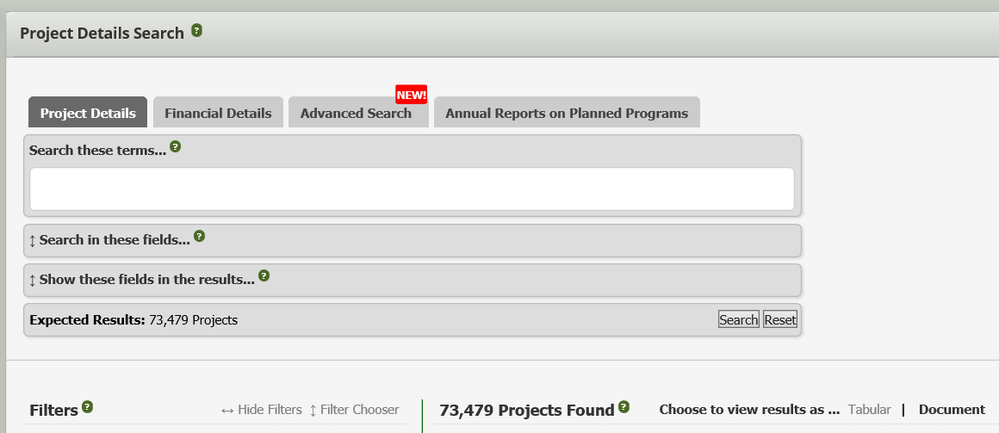 Project Details Search ?
NEW!
Project Details Financial Details Advanced Search Annual Reports on Planned Programs
Search these terms... ?
↕ Search in these fields... ?
↕ Show these fields in the results... ?
Expected Results: 73,479 Projects Search Reset
Filters ? ↔ Hide Filters ↕ Filter Chooser 73,479 Projects Found ? Choose to view results as ... Tabular | Document